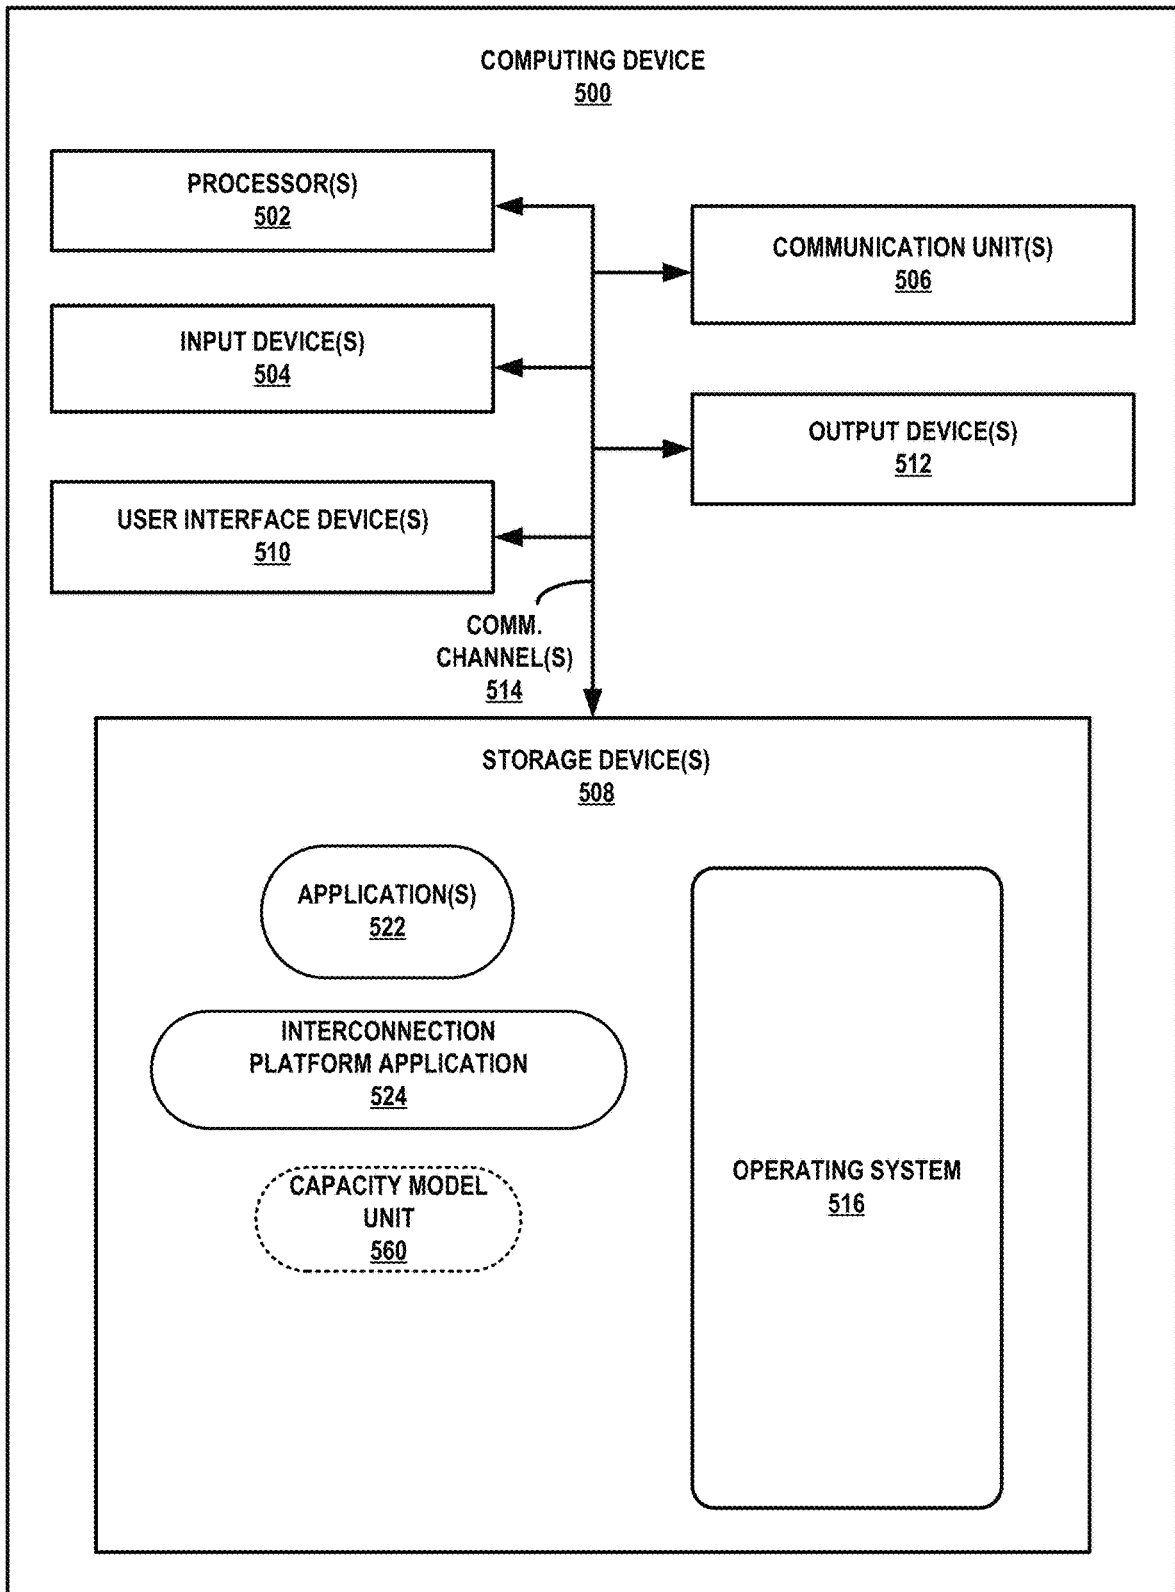 COMPUTING DEVICE
500
PROCESSOR(S)
502
COMMUNICATION UNIT(S)
506
INPUT DEVICE(S)
504
OUTPUT DEVICE(S)
512
USER INTERFACE DEVICE(S)
510
COMM.
CHANNEL(S)
514
STORAGE DEVICE(S)
508
APPLICATION(S)
522
INTERCONNECTION
PLATFORM APPLICATION
524
CAPACITY MODEL
UNIT
560
OPERATING SYSTEM
516